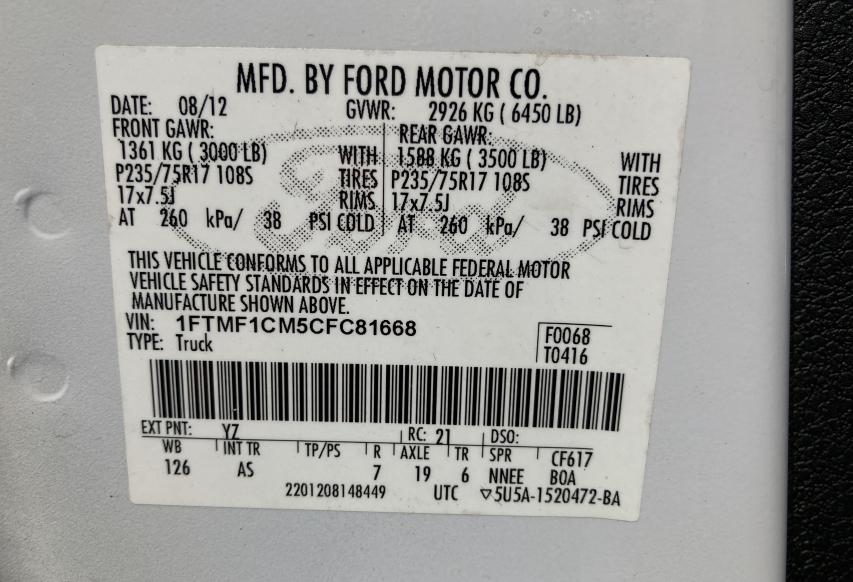 MFD. BY FORD MOTOR CO.
DATE: 08/12 GVWR: 2926 KG ( 6450 LB)
FRONT GAWR: REAR GAWR:
1361 KG ( 3000 LB) WITH 1588 KG ( 3500 LB) WITH
P235/75R17 108S TIRES P235/75R17 108S TIRES
17x7.5J RIMS 17x7.5J RIMS
AT 260 kPa/ 38 PSI COLD AT 260 kPa/ 38 PSI COLD
Ford
THIS VEHICLE CONFORMS TO ALL APPLICABLE FEDERAL MOTOR
VEHICLE SAFETY STANDARDS IN EFFECT ON THE DATE OF
MANUFACTURE SHOWN ABOVE.
VIN: 1FTMF1CM5CFC81668
TYPE: Truck
F0068
T0416
EXT PNT: YZ RC: 21 DSO:
WB INT TR TP/PS R AXLE TR SPR CF617
126 AS 7 19 6 NNEE BOA
2201208148449 UTC ▽5U5A-1520472-BA